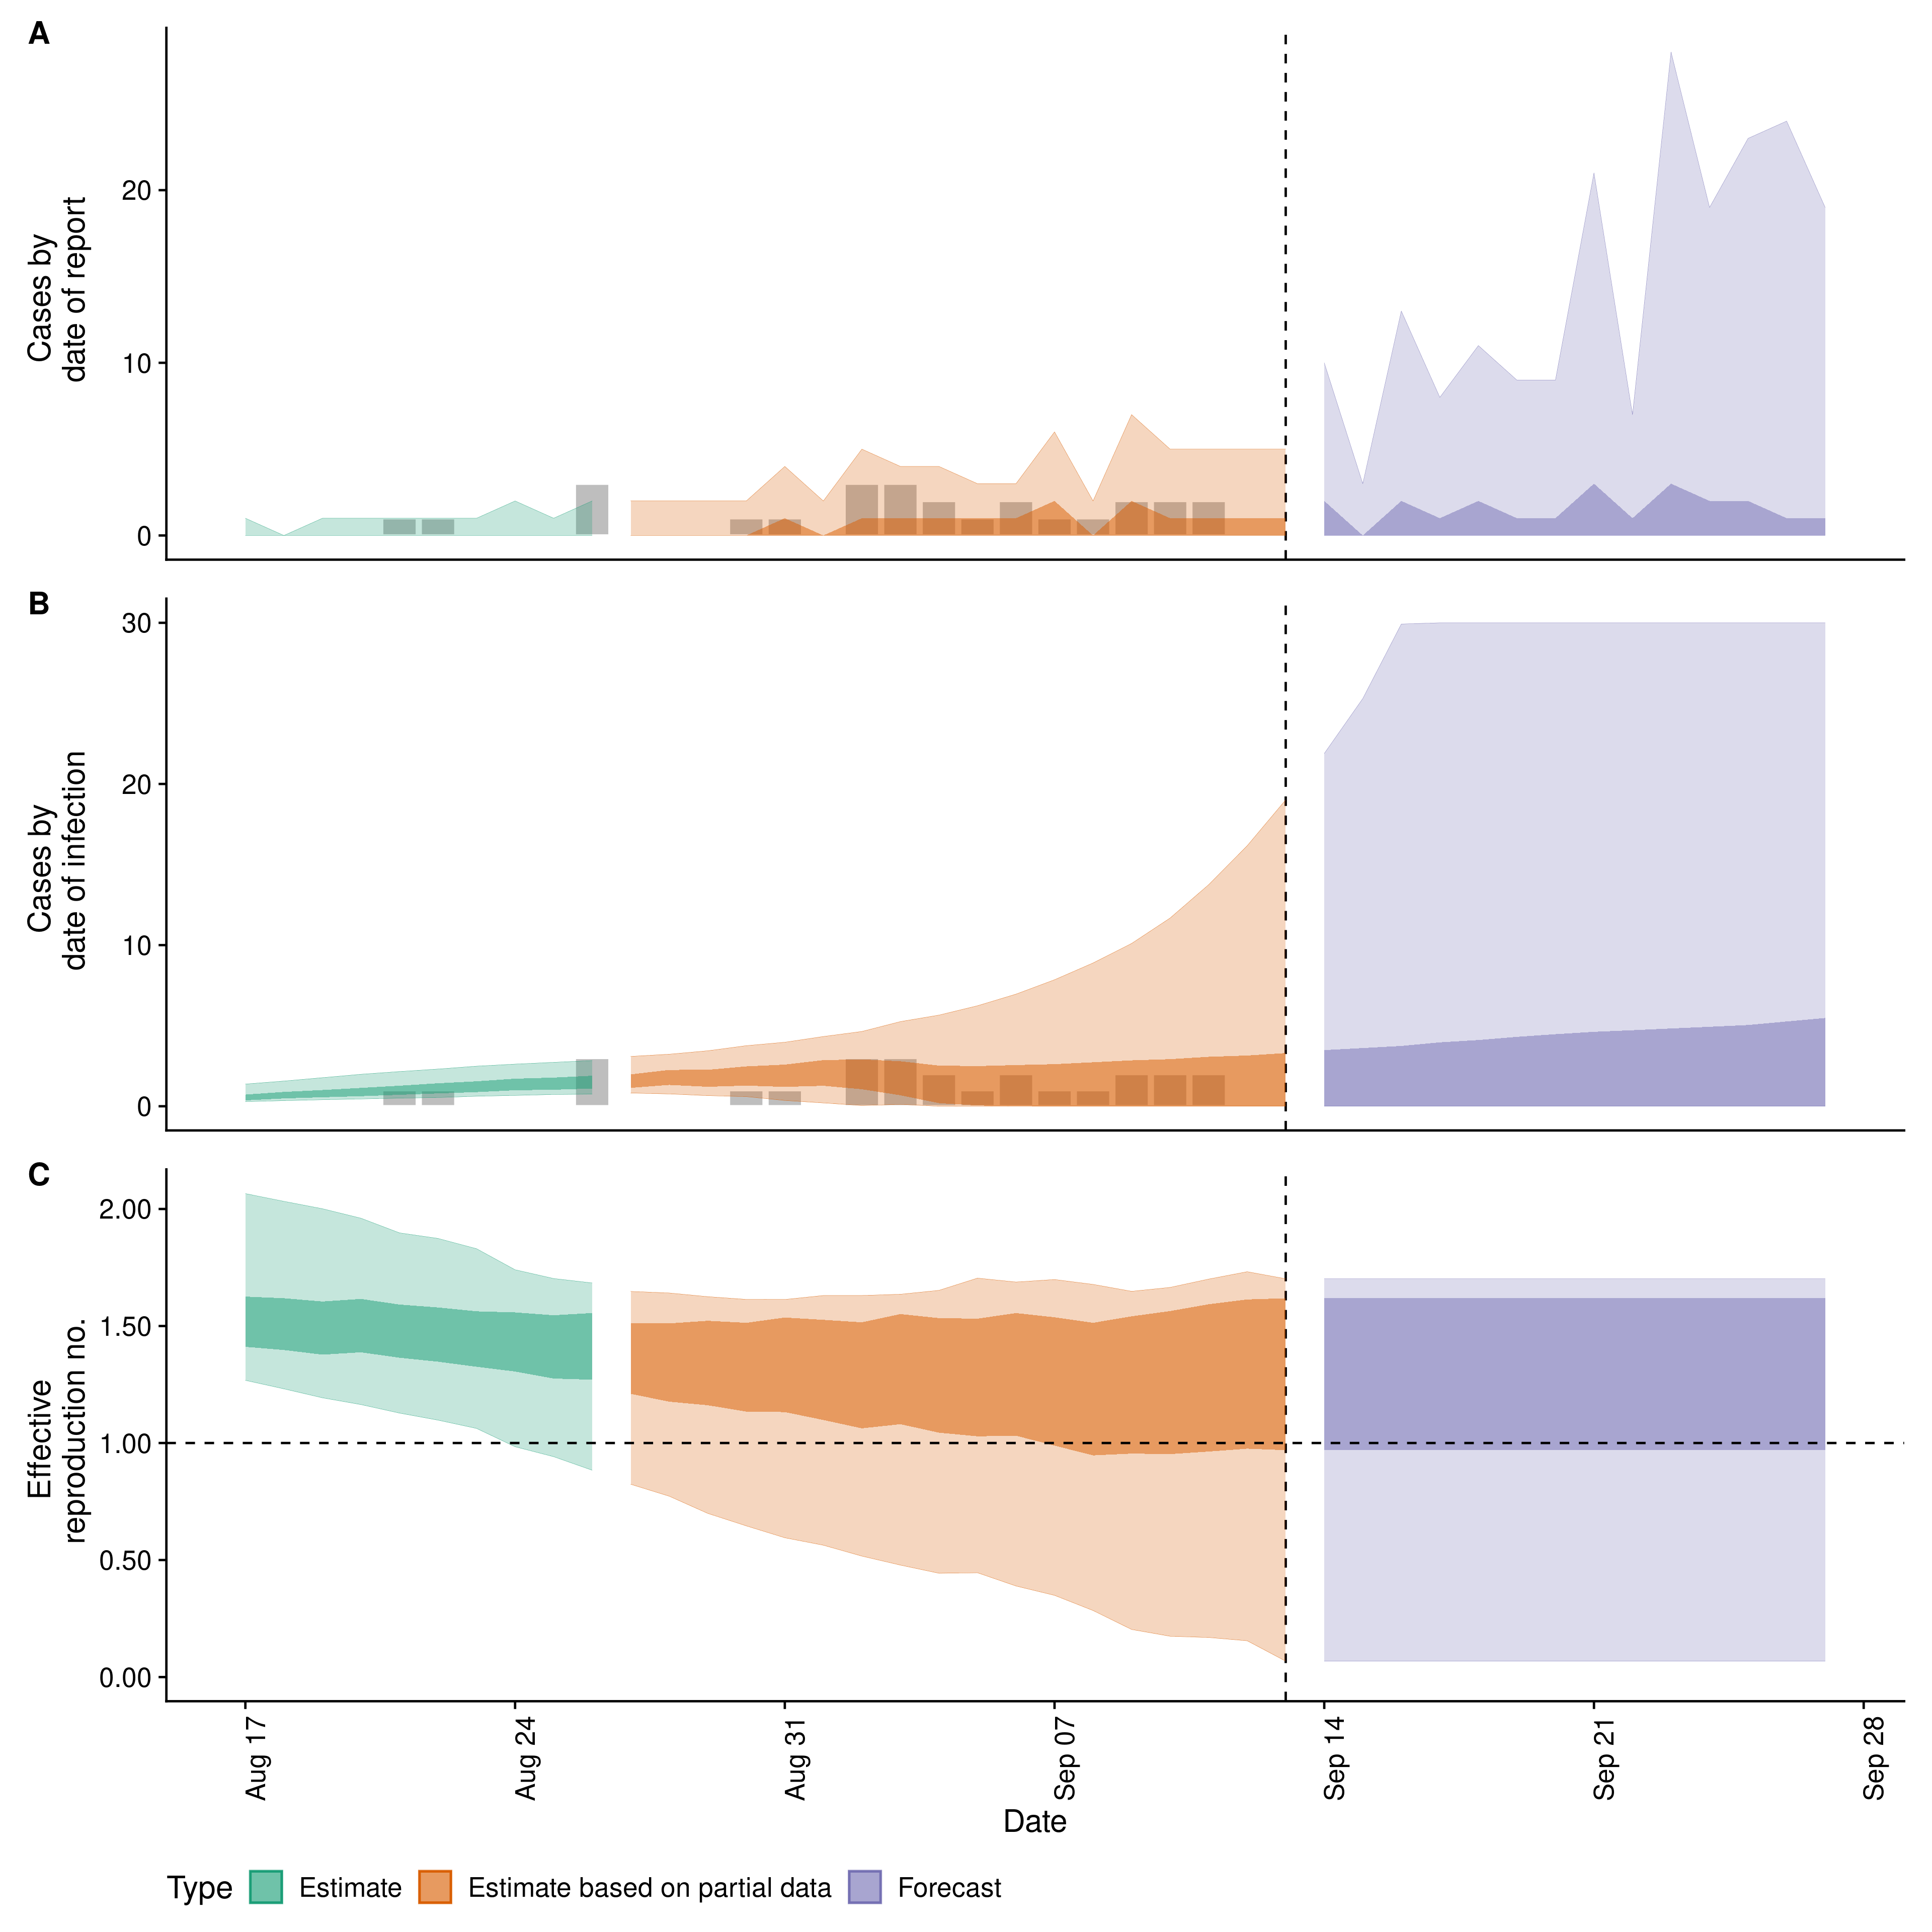 A
Cases by
date of report
20
10
0
B
Cases by
date of infection
30
20
10
0
C
Effective
reproduction no.
2.00
1.50
1.00
0.50
0.00
Aug 17
Aug 24
Aug 31
Sep 07
Sep 14
Sep 21
Sep 28
Date
Type Estimate Estimate based on partial data Forecast